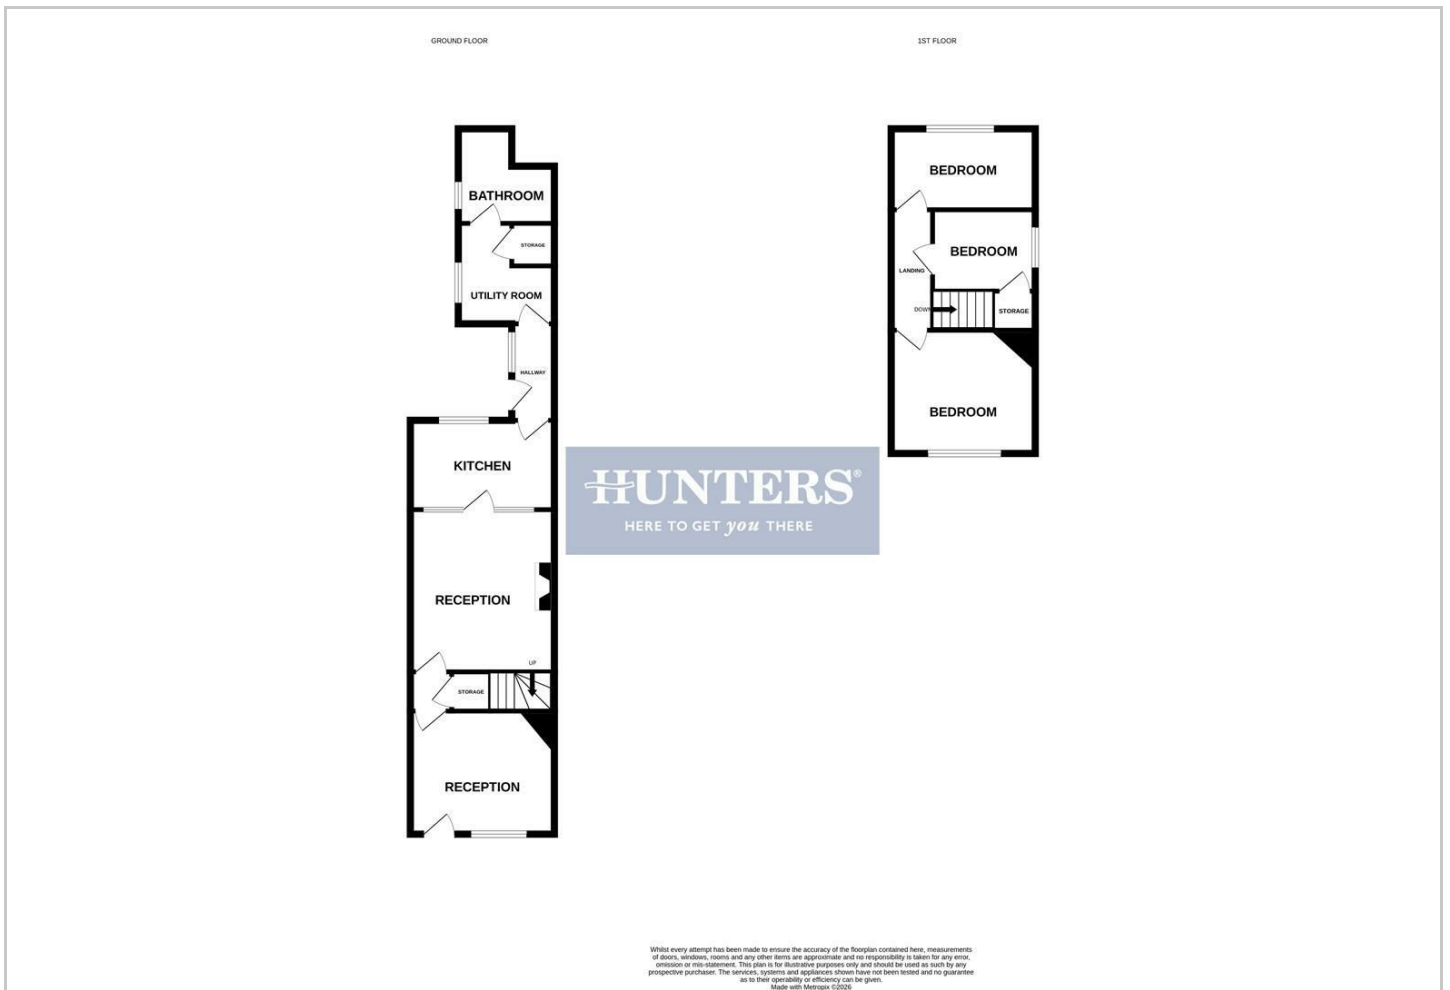 GROUND FLOOR
1ST FLOOR
BATHROOM
STORAGE
UTILITY ROOM
HALLWAY
KITCHEN
RECEPTION
UP
STORAGE
RECEPTION
BEDROOM
BEDROOM
LANDING
DOWN
STORAGE
BEDROOM
HUNTERS®
HERE TO GET you THERE
Whilst every attempt has been made to ensure the accuracy of the floorplan contained here, measurements
of doors, windows, rooms and any other items are approximate and no responsibility is taken for any error,
omission or mis-statement. This plan is for illustrative purposes only and should be used as such by any
prospective purchaser. The services, systems and appliances shown have not been tested and no guarantee
as to their operability or efficiency can be given.
Made with Metropix ©2026